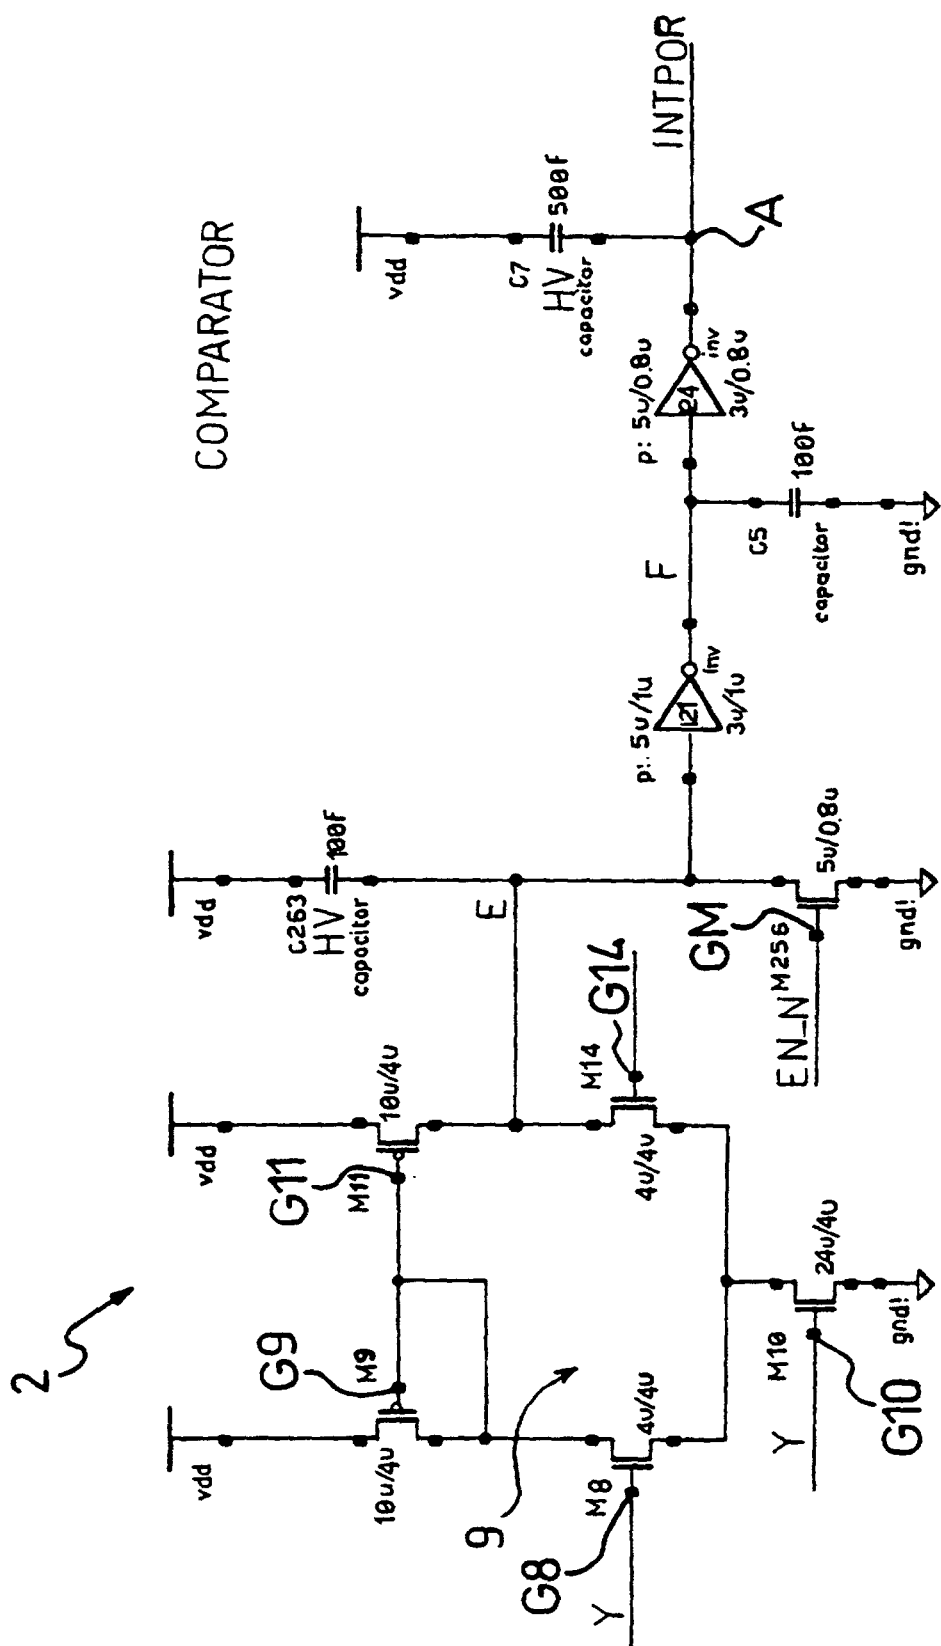 2
COMPARATOR
vdd
G9
M9
10u/4u
9
G8
M8
4u/4u
Y
vdd
G11
M11
10u/4u
M14
G14
4u/4u
M10
Y
G10
24u/4u
gnd!
vdd
C263
HV
100F
capacitor
E
GM
EN_N
M256
5u/0.8u
gnd!
p: 5u/1u
I21
inv
3u/1u
F
C5
100F
capacitor
gnd!
p: 5u/0.8u
24
inv
3u/0.8u
vdd
C7
HV
500F
capacitor
A
INTPOR